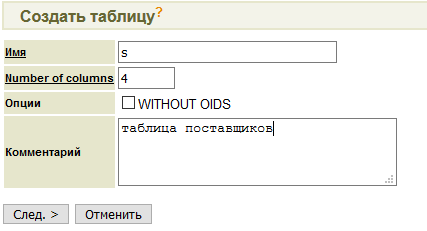 Создать таблицу?
Имя s
Number of columns 4
Опции WITHOUT OIDS
Комментарий таблица поставщиков
След. > Отменить